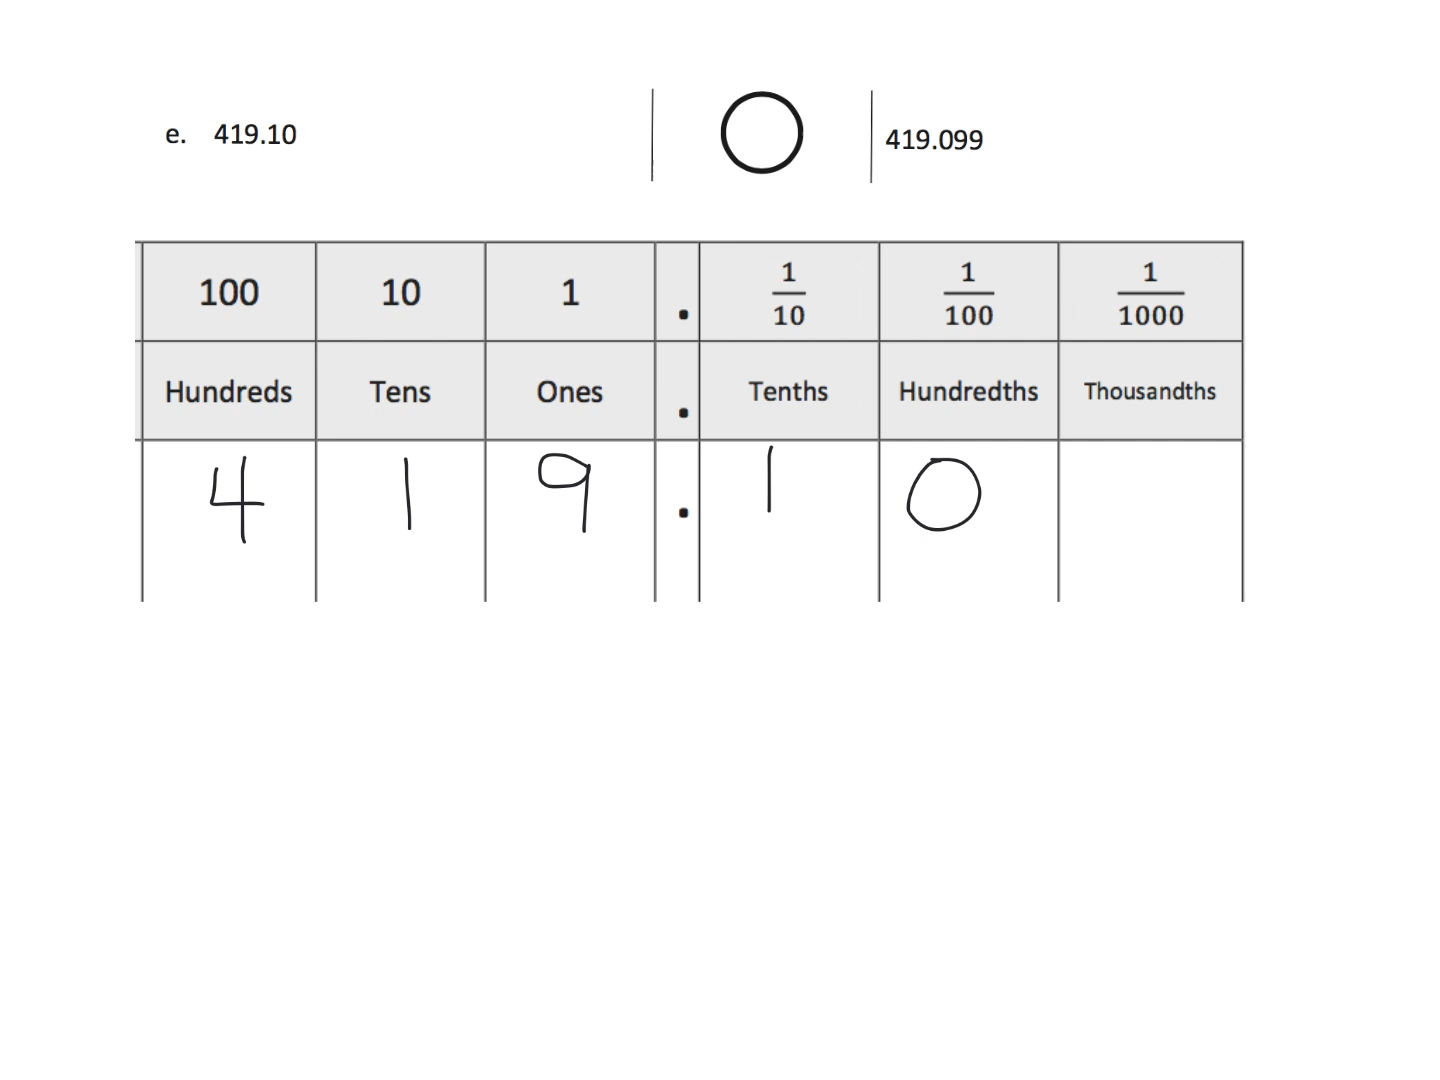 e. 419.10 419.099
100 10 1 . 1/10 1/100 1/1000
Hundreds Tens Ones . Tenths Hundredths Thousandths
4 1 9 . 1 0